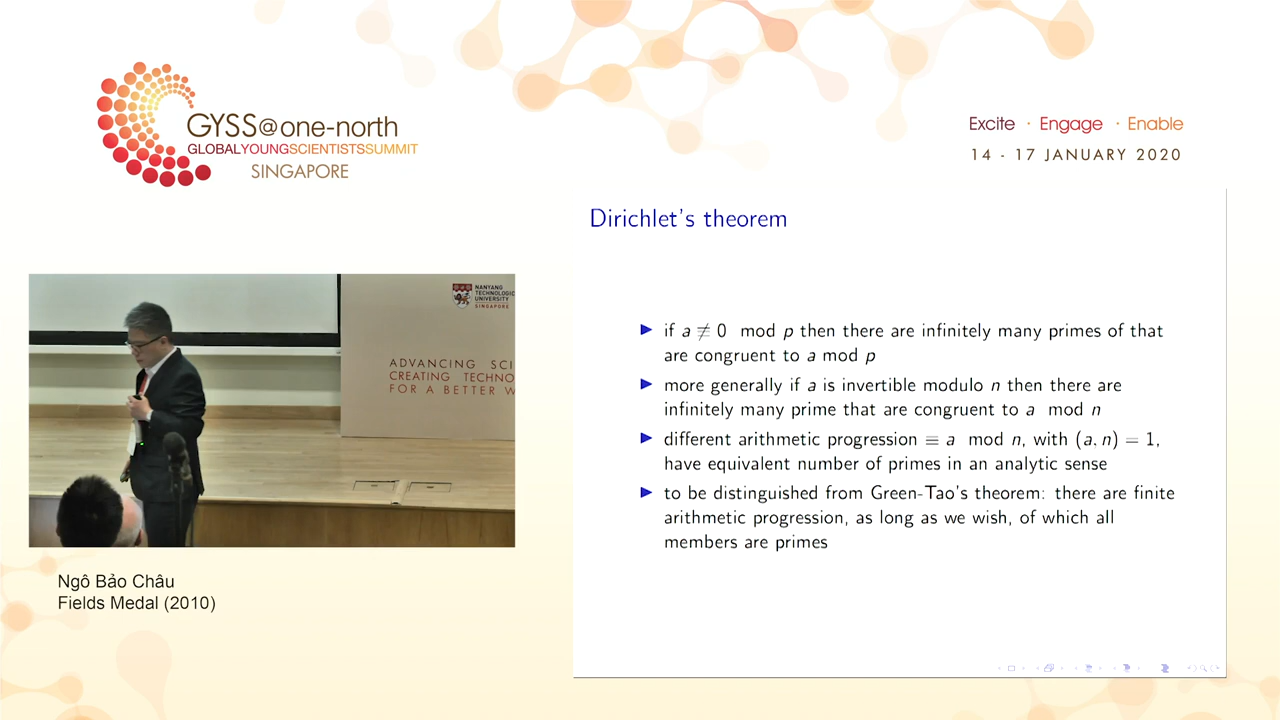 GYSS@one-north
GLOBALYOUNGSCIENTISTSSUMMIT
SINGAPORE
Excite · Engage · Enable
14 - 17 JANUARY 2020
Dirichlet's theorem
if a ≢ 0 mod p then there are infinitely many primes of that
are congruent to a mod p
more generally if a is invertible modulo n then there are
infinitely many prime that are congruent to a mod n
different arithmetic progression ≡ a mod n, with (a, n) = 1,
have equivalent number of primes in an analytic sense
to be distinguished from Green-Tao's theorem: there are finite
arithmetic progression, as long as we wish, of which all
members are primes
NANYANG
TECHNOLOGIC
UNIVERSITY
SINGAPORE
ADVANCING SCI
CREATING TECHNO
FOR A BETTER W
Ngô Bảo Châu
Fields Medal (2010)